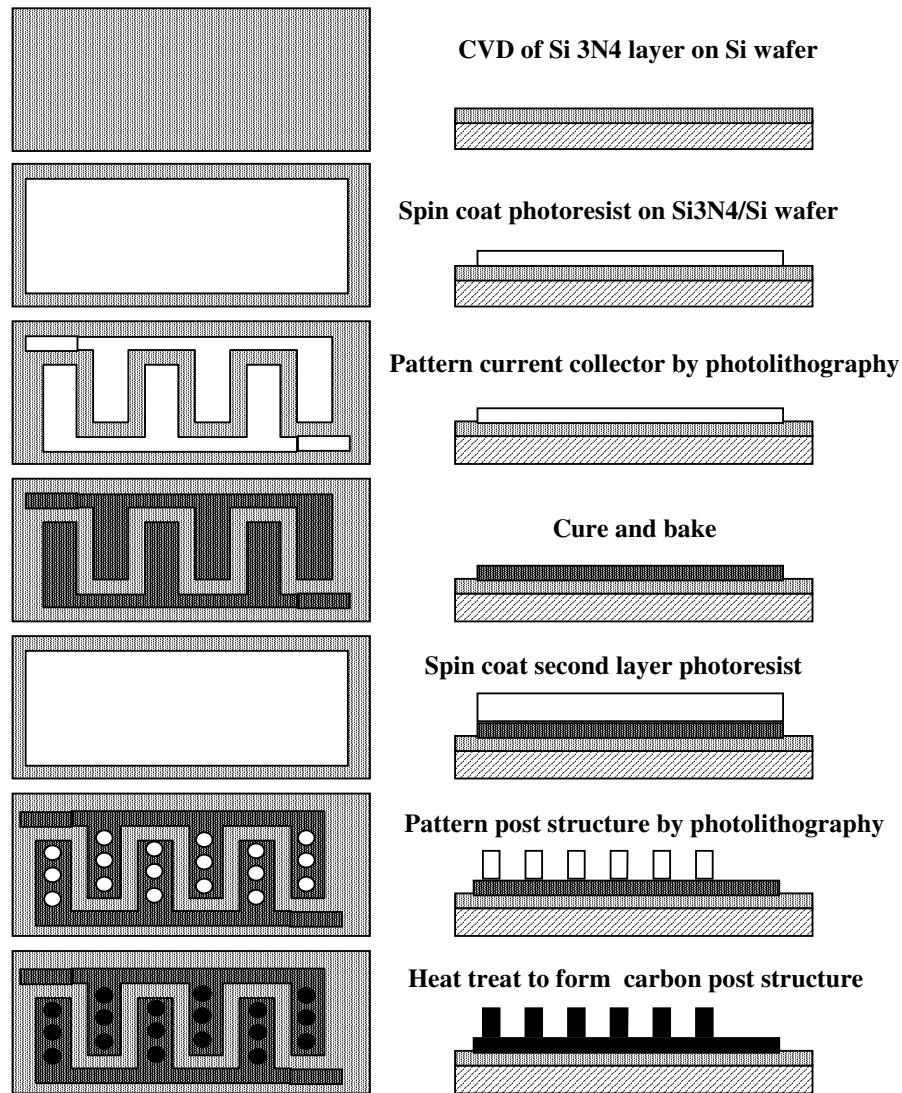 CVD of Si 3N4 layer on Si wafer
Spin coat photoresist on Si3N4/Si wafer
Pattern current collector by photolithography
Cure and bake
Spin coat second layer photoresist
Pattern post structure by photolithography
Heat treat to form carbon post structure